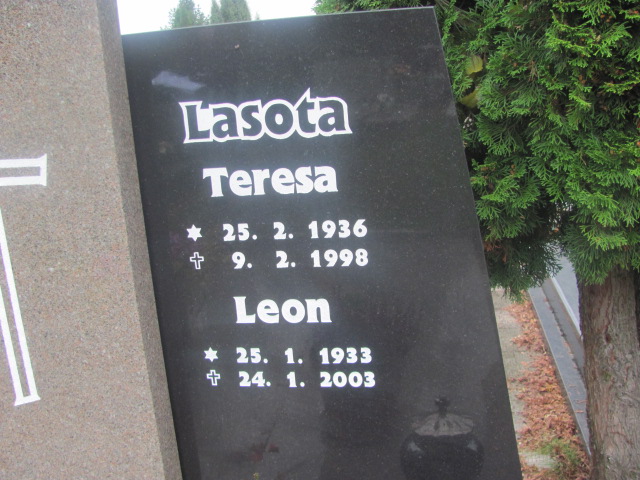 Lasota
Teresa
25. 2. 1936
9. 2. 1998
Leon
25. 1. 1933
24. 1. 2003